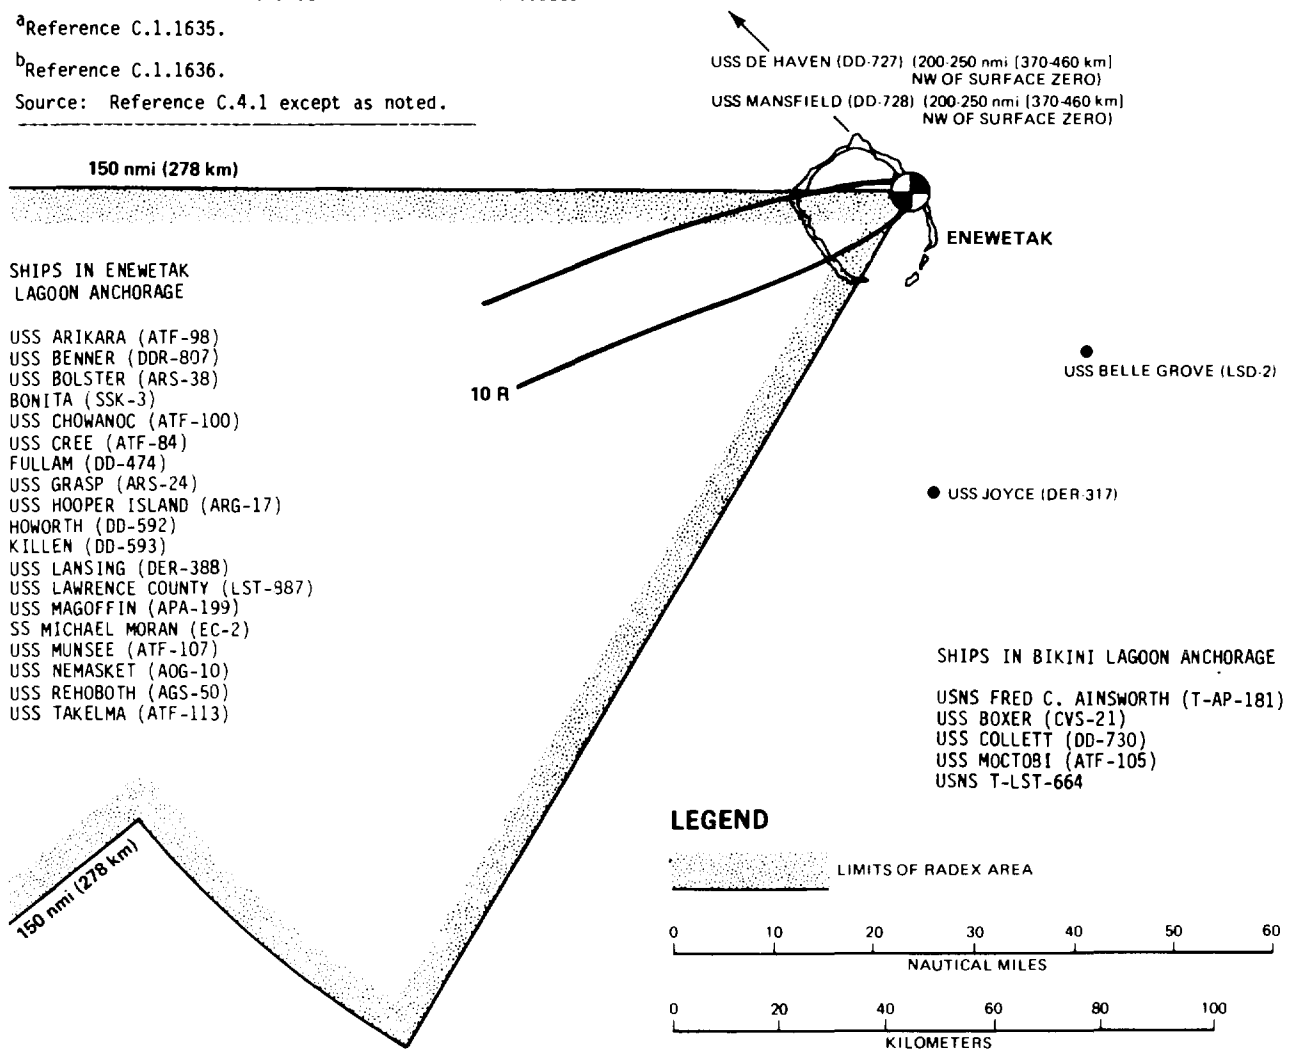 aReference C.1.1635.
bReference C.1.1636.
Source: Reference C.4.1 except as noted.
USS DE HAVEN (DD-727) (200-250 nmi [370-460 km]
NW OF SURFACE ZERO)
USS MANSFIELD (DD-728) (200-250 nmi [370-460 km]
NW OF SURFACE ZERO)
150 nmi (278 km)
ENEWETAK
SHIPS IN ENEWETAK
LAGOON ANCHORAGE
USS ARIKARA (ATF-98)
USS BENNER (DDR-807)
USS BOLSTER (ARS-38)
BONITA (SSK-3)
USS CHOWANOC (ATF-100)
USS CREE (ATF-84)
FULLAM (DD-474)
USS GRASP (ARS-24)
USS HOOPER ISLAND (ARG-17)
HOWORTH (DD-592)
KILLEN (DD-593)
USS LANSING (DER-388)
USS LAWRENCE COUNTY (LST-887)
USS MAGOFFIN (APA-199)
SS MICHAEL MORAN (EC-2)
USS MUNSEE (ATF-107)
USS NEMASKET (AOG-10)
USS REHOBOTH (AGS-50)
USS TAKELMA (ATF-113)
10 R
USS BELLE GROVE (LSD-2)
USS JOYCE (DER-317)
SHIPS IN BIKINI LAGOON ANCHORAGE
USNS FRED C. AINSWORTH (T-AP-181)
USS BOXER (CVS-21)
USS COLLETT (DD-730)
USS MOCTOBI (ATF-105)
USNS T-LST-664
150 nmi (278 km)
LEGEND
LIMITS OF RADEX AREA
0 10 20 30 40 50 60
NAUTICAL MILES
0 20 40 60 80 100
KILOMETERS